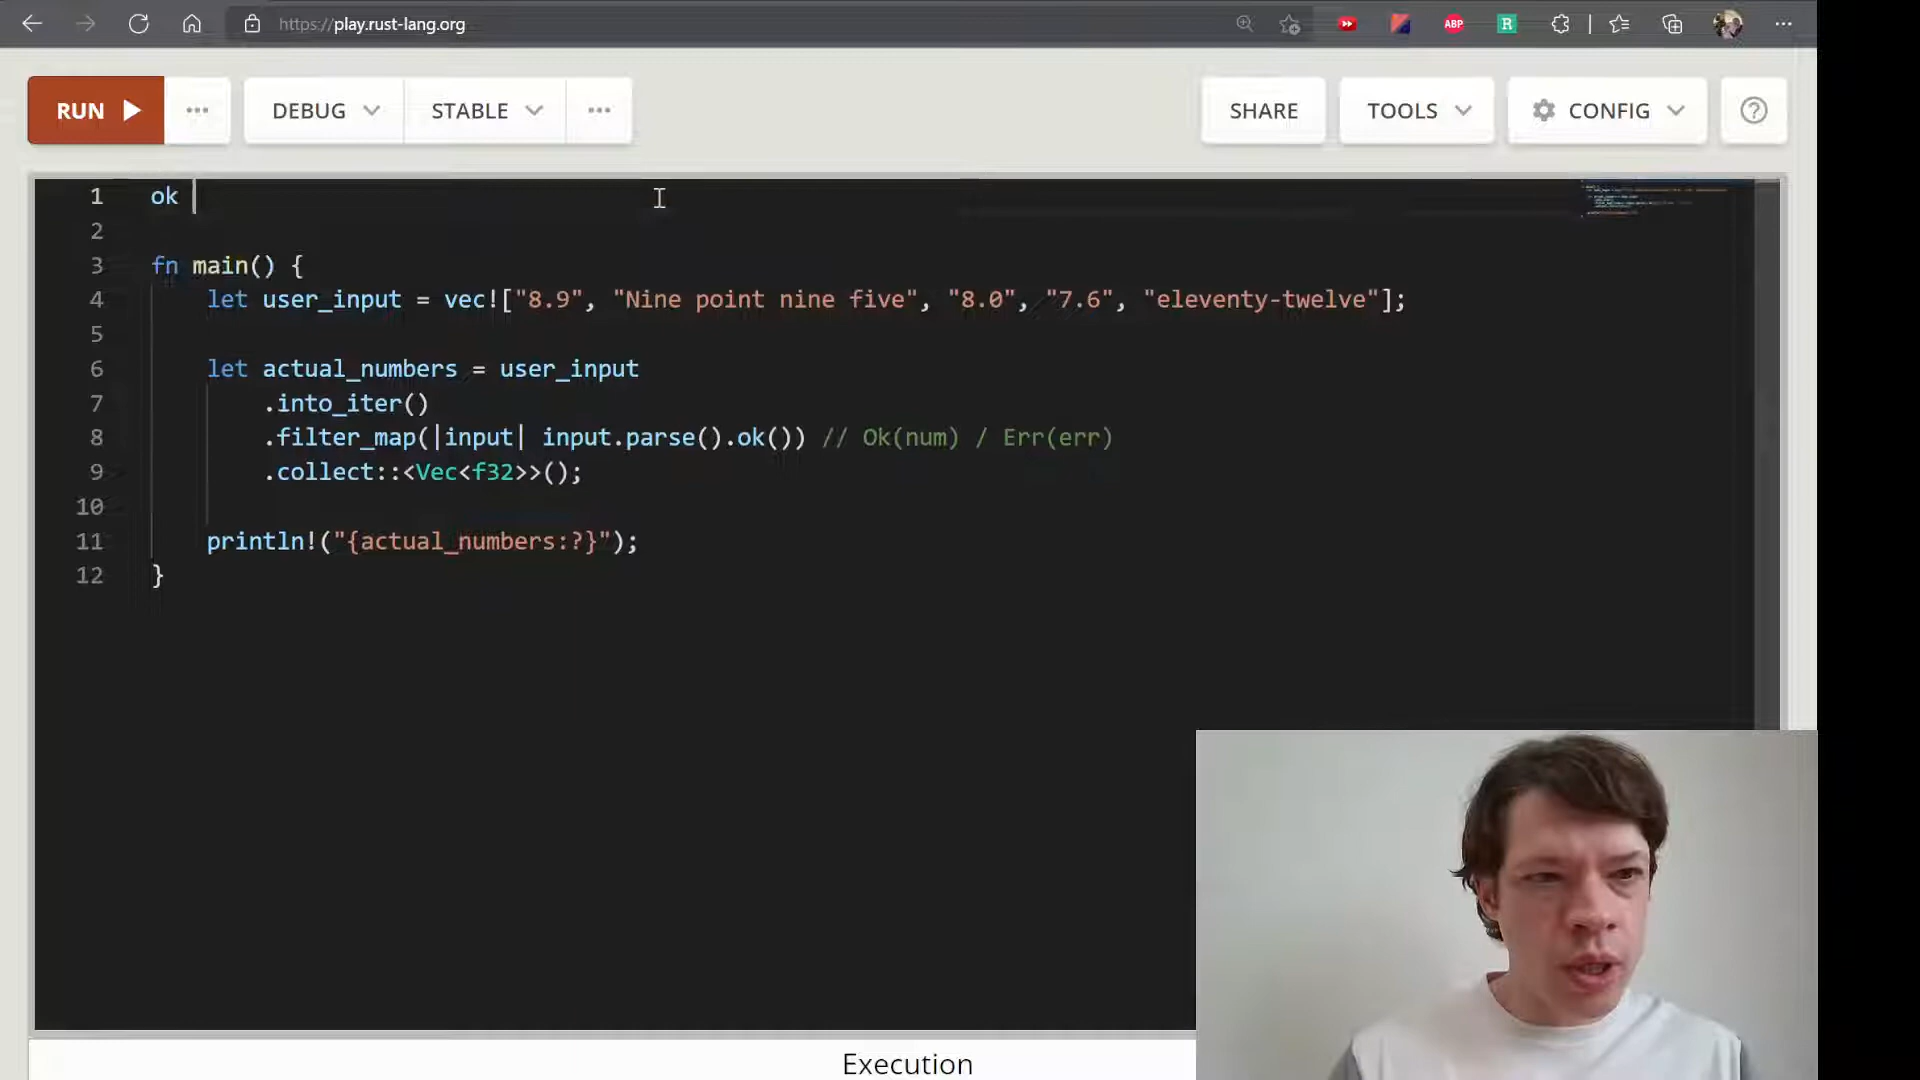 https://play.rust-lang.org
ABP
R
RUN
DEBUG
STABLE
SHARE
TOOLS
CONFIG
1 ok
2
3 fn main() {
4 let user_input = vec!["8.9", "Nine point nine five", "8.0", "7.6", "eleventy-twelve"];
5
6 let actual_numbers = user_input
7 .into_iter()
8 .filter_map(|input| input.parse().ok()) // Ok(num) / Err(err)
9 .collect::<Vec<f32>>();
10
11 println!("{actual_numbers:?}");
12 }
Execution